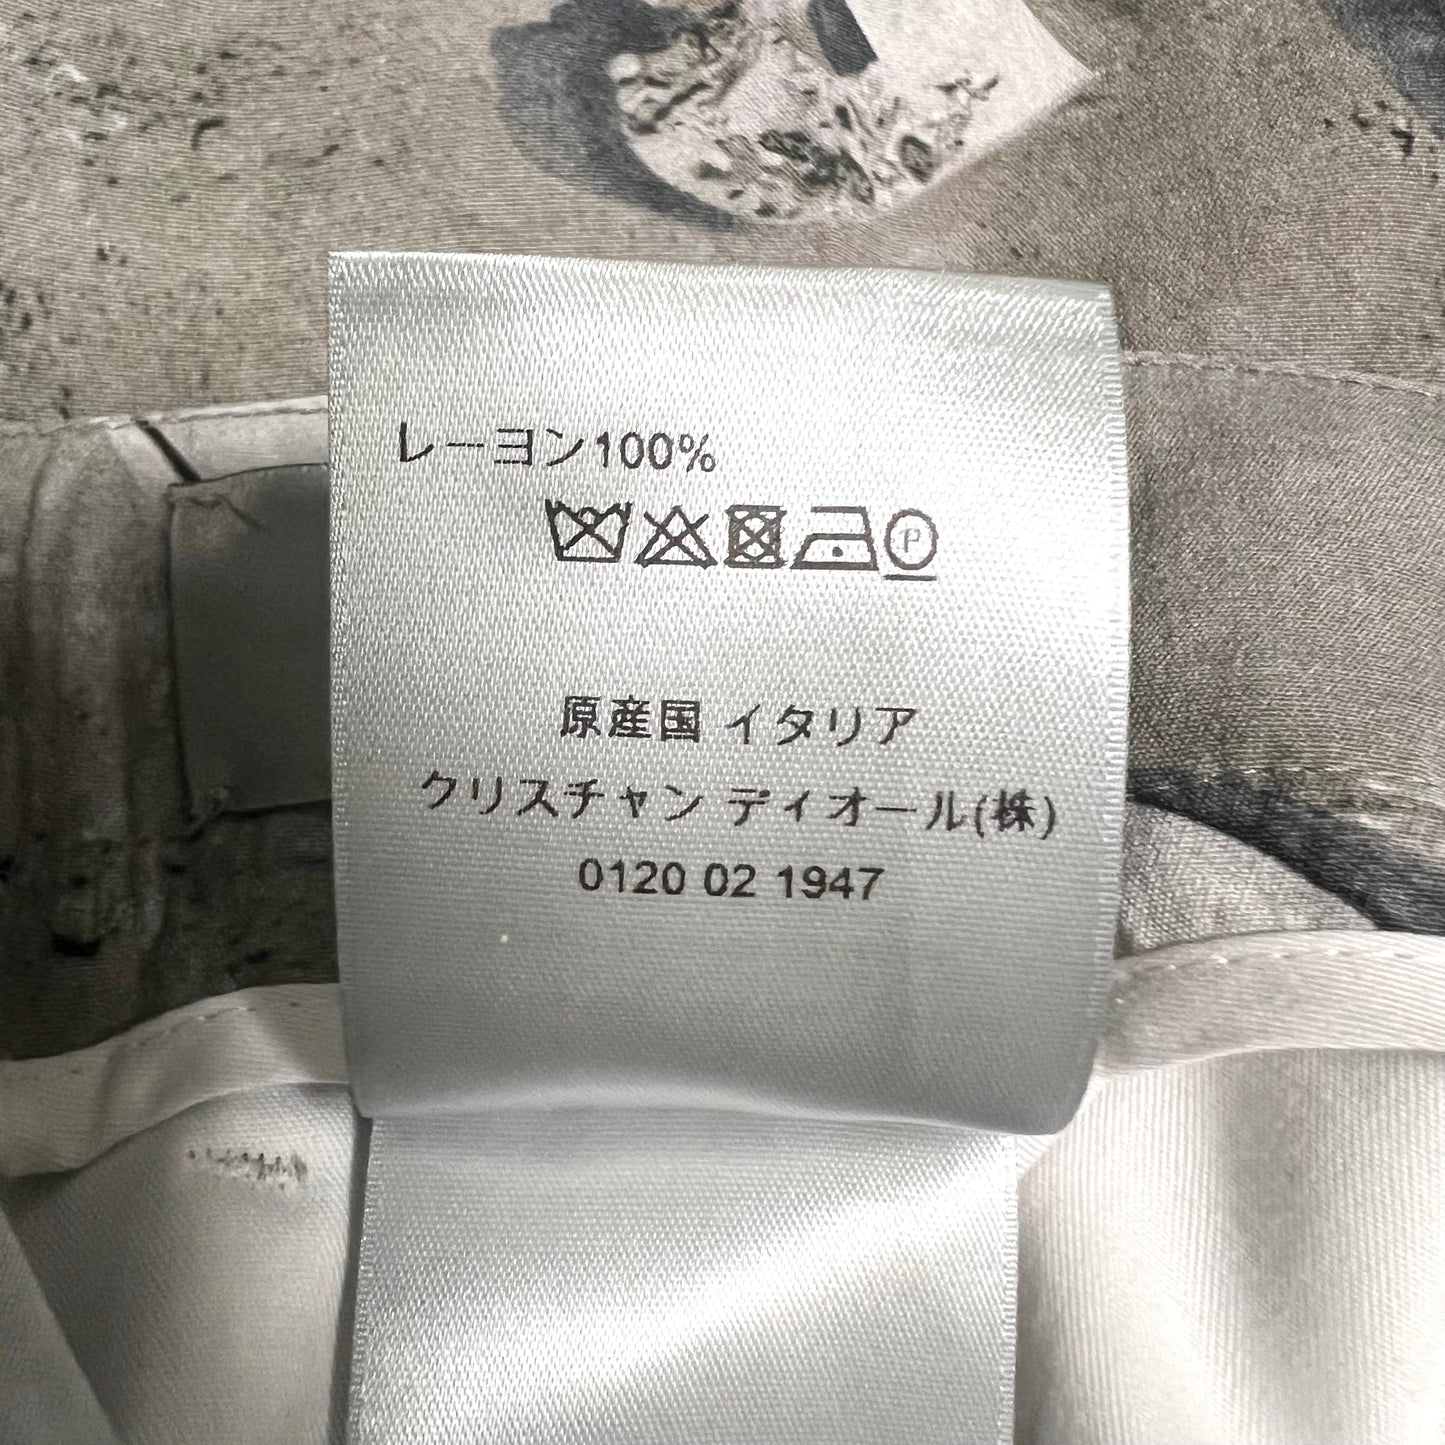 レーヨン100%
P
原産国 イタリア
クリスチャン ディオール(株)
0120 02 1947